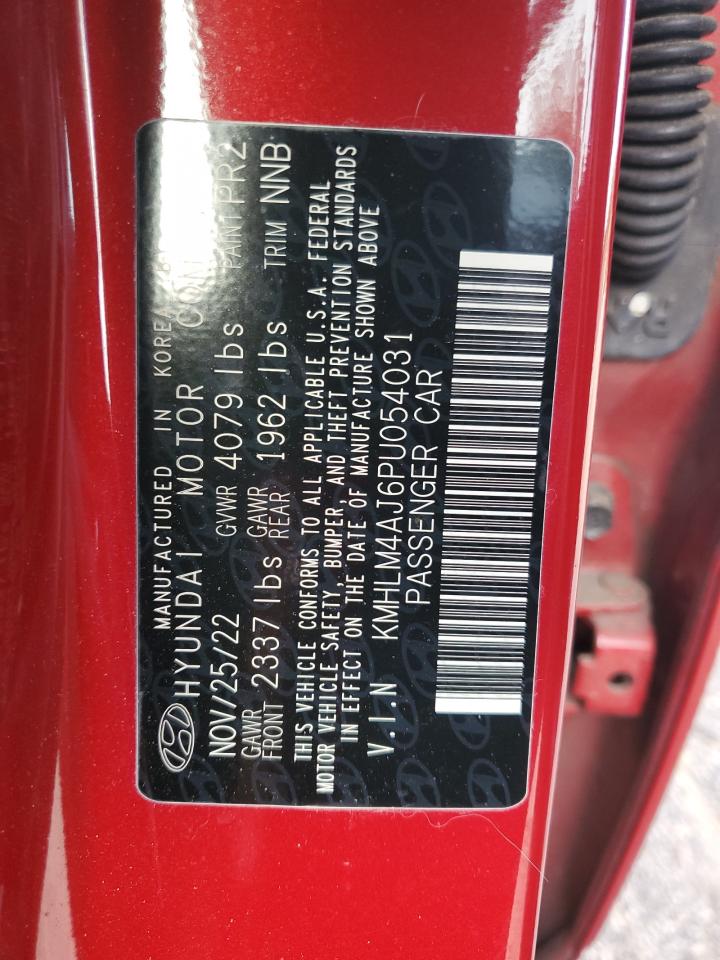 MANUFACTURED IN KOREA BY
HYUNDAI MOTOR CO
NOV/25/22 GVWR 4079 lbs PAINT PR2
GAWR FRONT 2337 lbs GAWR REAR 1962 lbs TRIM NNB
THIS VEHICLE CONFORMS TO ALL APPLICABLE U.S.A. FEDERAL
MOTOR VEHICLE SAFETY, BUMPER, AND THEFT PREVENTION STANDARDS
IN EFFECT ON THE DATE OF MANUFACTURE SHOWN ABOVE
V.I.N KMHLM4AJ6PU054031
PASSENGER CAR